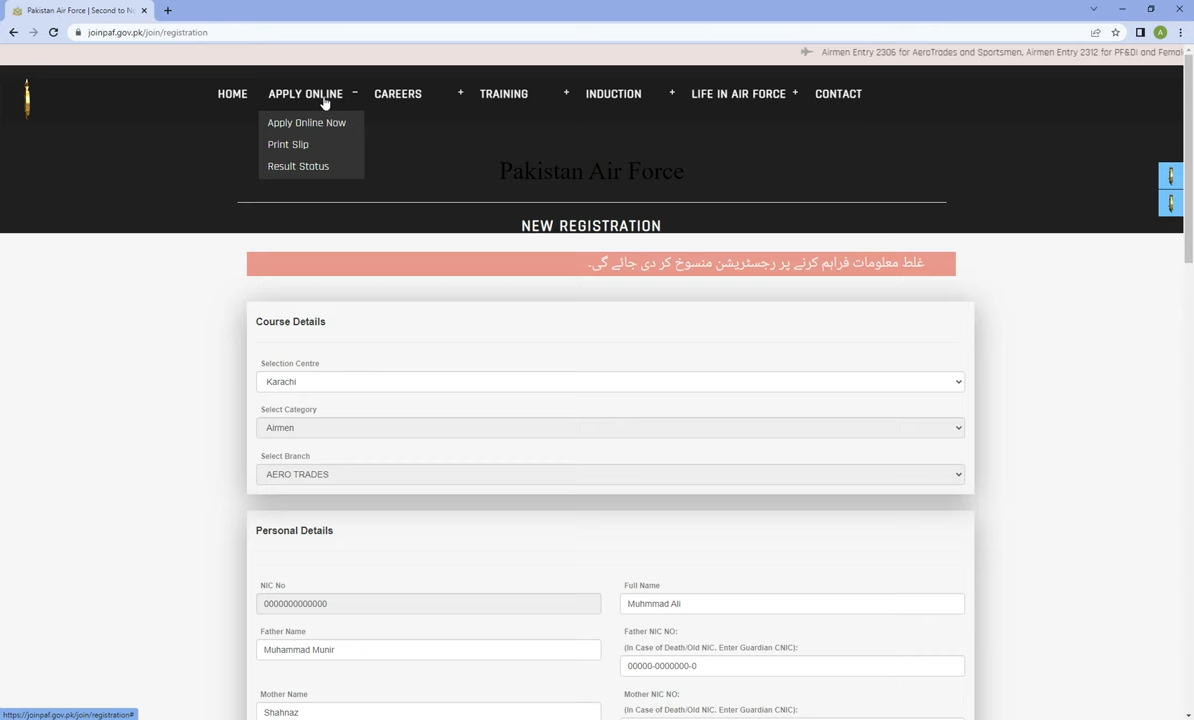 Pakistan Air Force | Second to No
joinpaf.gov.pk/join/registration
A
Airmen Entry 2306 for AeroTrades and Sportsmen, Airmen Entry 2312 for PF&DI and Femal
HOME APPLY ONLINE - CAREERS + TRAINING + INDUCTION + LIFE IN AIR FORCE + CONTACT
Apply Online Now
Print Slip
Result Status
Pakistan Air Force
NEW REGISTRATION
غلط معلومات فراہم کرنے پر رجسٹریشن منسوخ کر دی جائے گی۔
Course Details
Selection Centre
Karachi
Select Category
Airmen
Select Branch
AERO TRADES
Personal Details
NIC No
0000000000000
Full Name
Muhmmad Ali
Father Name
Muhammad Munir
Father NIC NO:
(In Case of Death/Old NIC. Enter Guardian CNIC):
00000-0000000-0
Mother Name
Shahnaz
Mother NIC NO:
(In Case of Death/Old NIC. Enter Guardian CNIC):
https://joinpaf.gov.pk/join/registration#